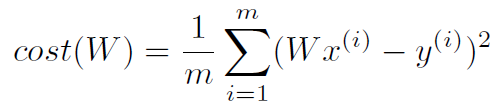 cost(W) = \frac{1}{m} \sum_{i=1}^{m} (Wx^{(i)} - y^{(i)})^2